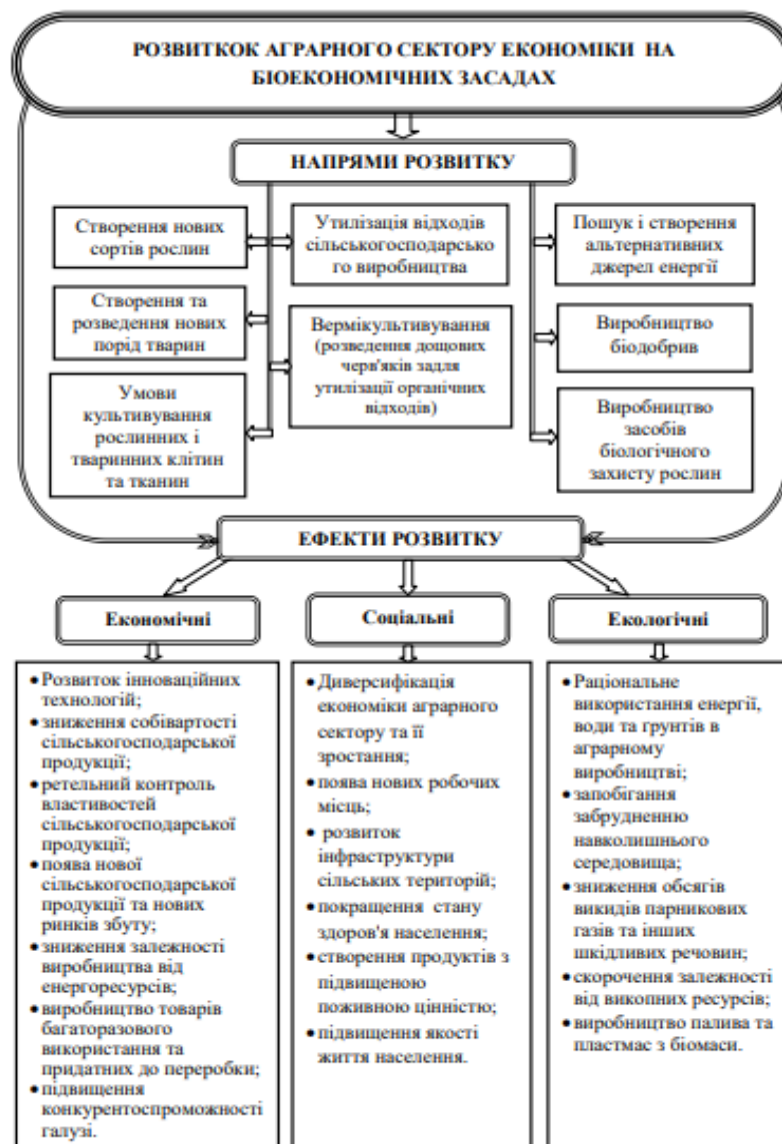 РОЗВИТКОК АГРАРНОГО СЕКТОРУ ЕКОНОМІКИ НА
БІОЕКОНОМІЧНИХ ЗАСАДАХ
НАПРЯМИ РОЗВИТКУ
Створення нових
сортів рослин
Створення та
розведення нових
порід тварин
Умови
культивування
рослинних і
тваринних клітин
та тканин
Утилізація відходів
сільськогосподарсько
го виробництва
Вермікультивування
(розведення дощових
черв'яків задля
утилізації органічних
відходів)
Пошук і створення
альтернативних
джерел енергії
Виробництво
біодобрив
Виробництво
засобів
біологічного
захисту рослин
ЕФЕКТИ РОЗВИТКУ
Економічні
• Розвиток інноваційних
технологій;
• зниження собівартості
сільськогосподарської
продукції;
• ретельний контроль
властивостей
сільськогосподарської
продукції;
• поява нової
сільськогосподарської
продукції та нових
ринків збуту;
• зниження залежності
виробництва від
енергоресурсів;
• виробництво товарів
багаторазового
використання та
придатних до переробки;
• підвищення
конкурентоспроможності
галузі.
Соціальні
• Диверсифікація
економіки аграрного
сектору та її
зростання;
• поява нових робочих
місць;
• розвиток
інфраструктури
сільських територій;
• покращення стану
здоров'я населення;
• створення продуктів з
підвищеною
поживною цінністю;
• підвищення якості
життя населення.
Екологічні
• Раціональне
використання енергії,
води та ґрунтів в
аграрному
виробництві;
• запобігання
забрудненню
навколишнього
середовища;
• зниження обсягів
викидів парникових
газів та інших
шкідливих речовин;
• скорочення залежності
від викопних ресурсів;
• виробництво палива та
пластмас з біомаси.